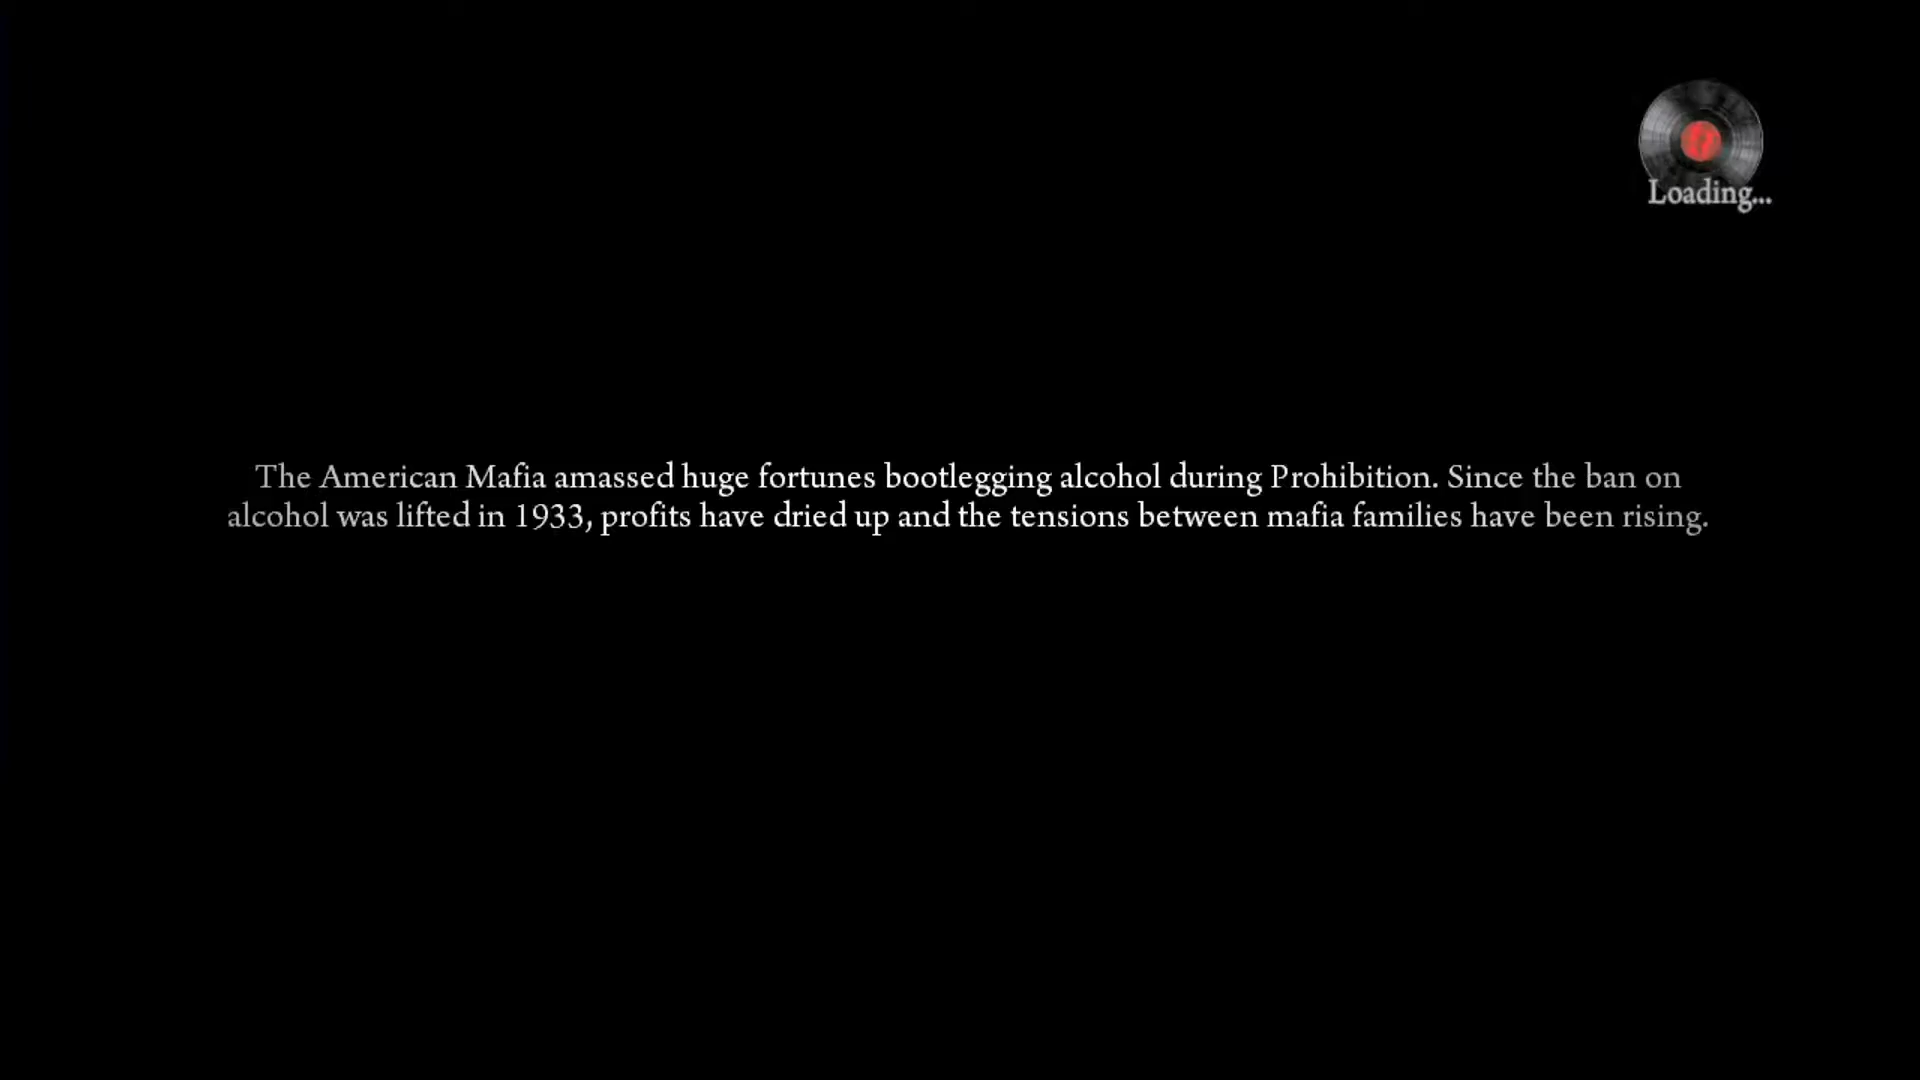 Loading...
The American Mafia amassed huge fortunes bootlegging alcohol during Prohibition. Since the ban on
alcohol was lifted in 1933, profits have dried up and the tensions between mafia families have been rising.